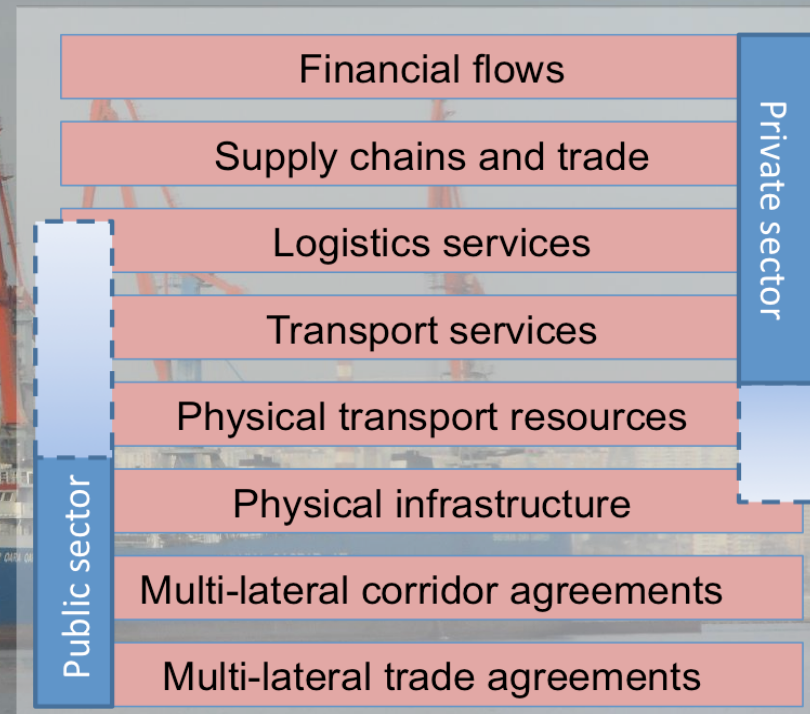 Financial flows
Supply chains and trade
Logistics services
Transport services
Physical transport resources
Physical infrastructure
Multi-lateral corridor agreements
Multi-lateral trade agreements
Private sector
Public sector